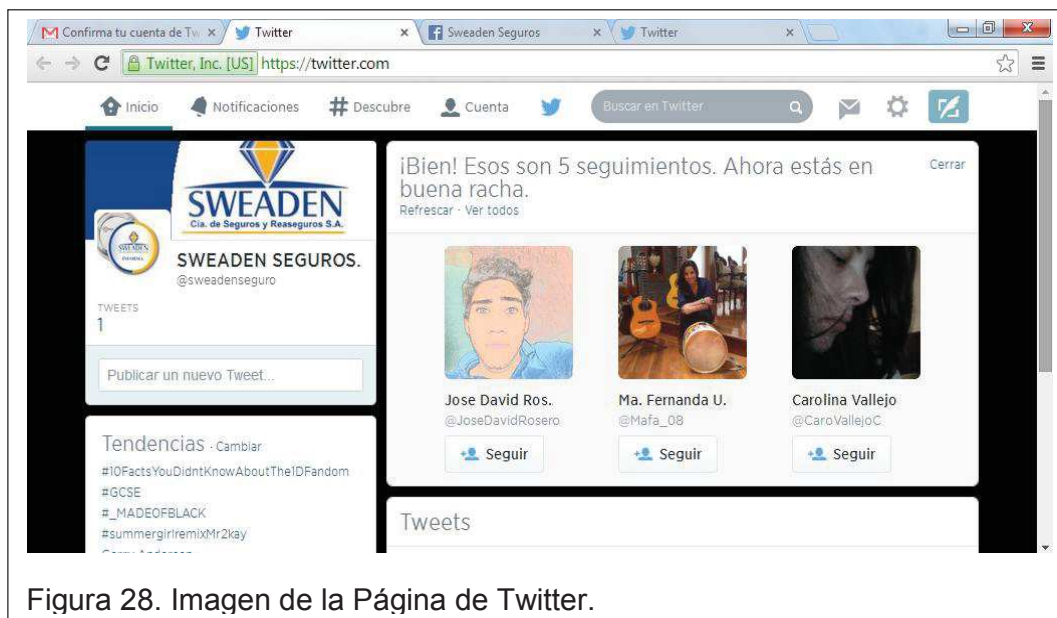 Confirma tu cuenta de Tw
Twitter
Sweaden Seguros
Twitter
Twitter, Inc. [US] https://twitter.com
Inicio
Notificaciones
# Descubre
Cuenta
Buscar en Twitter
SWEADEN
Cia. de Seguros y Reaseguros S.A.
SWEADEN
SWEADEN SEGUROS.
@sweadenseguro
TWEETS
1
Publicar un nuevo Tweet...
Tendencias · Cambiar
#10FactsYouDidntKnowAboutThe1DFandom
#GCSE
#_MADEOFBLACK
#summergirlremixMr2kay
¡Bien! Esos son 5 seguimientos. Ahora estás en
buena racha.
Cerrar
Refrescar · Ver todos
Jose David Ros.
@JoseDavidRosero
Seguir
Ma. Fernanda U.
@Mafa_08
Seguir
Carolina Vallejo
@CaroVallejoC
Seguir
Tweets
Figura 28. Imagen de la Página de Twitter.